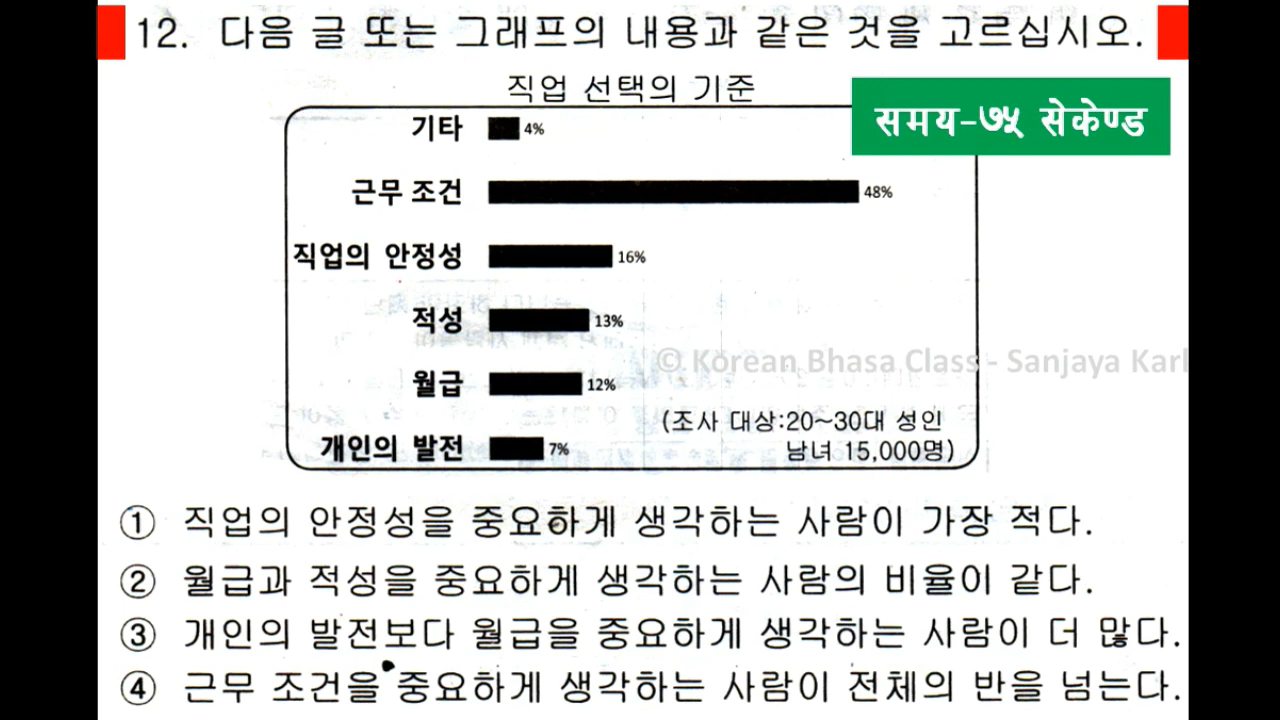 12. 다음 글 또는 그래프의 내용과 같은 것을 고르십시오.
직업 선택의 기준
समय-७५ सेकेण्ड
기타 4%
근무 조건 48%
직업의 안정성 16%
적성 13%
© Korean Bhasa Class - Sanjaya Karl
월급 12%
개인의 발전 7%
(조사 대상:20~30대 성인
남녀 15,000명)
① 직업의 안정성을 중요하게 생각하는 사람이 가장 적다.
② 월급과 적성을 중요하게 생각하는 사람의 비율이 같다.
③ 개인의 발전보다 월급을 중요하게 생각하는 사람이 더 많다.
④ 근무 조건을 중요하게 생각하는 사람이 전체의 반을 넘는다.